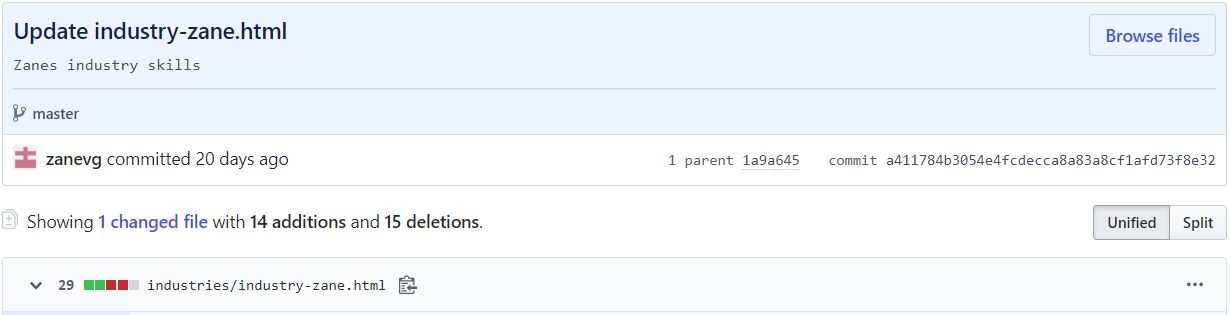 Update industry-zane.html
Browse files
Zanes industry skills
master
zanevg committed 20 days ago
1 parent 1a9a645 commit a411784b3054e4fcdecca8a83a8cf1afd73f8e32
Showing 1 changed file with 14 additions and 15 deletions.
Unified Split
29 industries/industry-zane.html